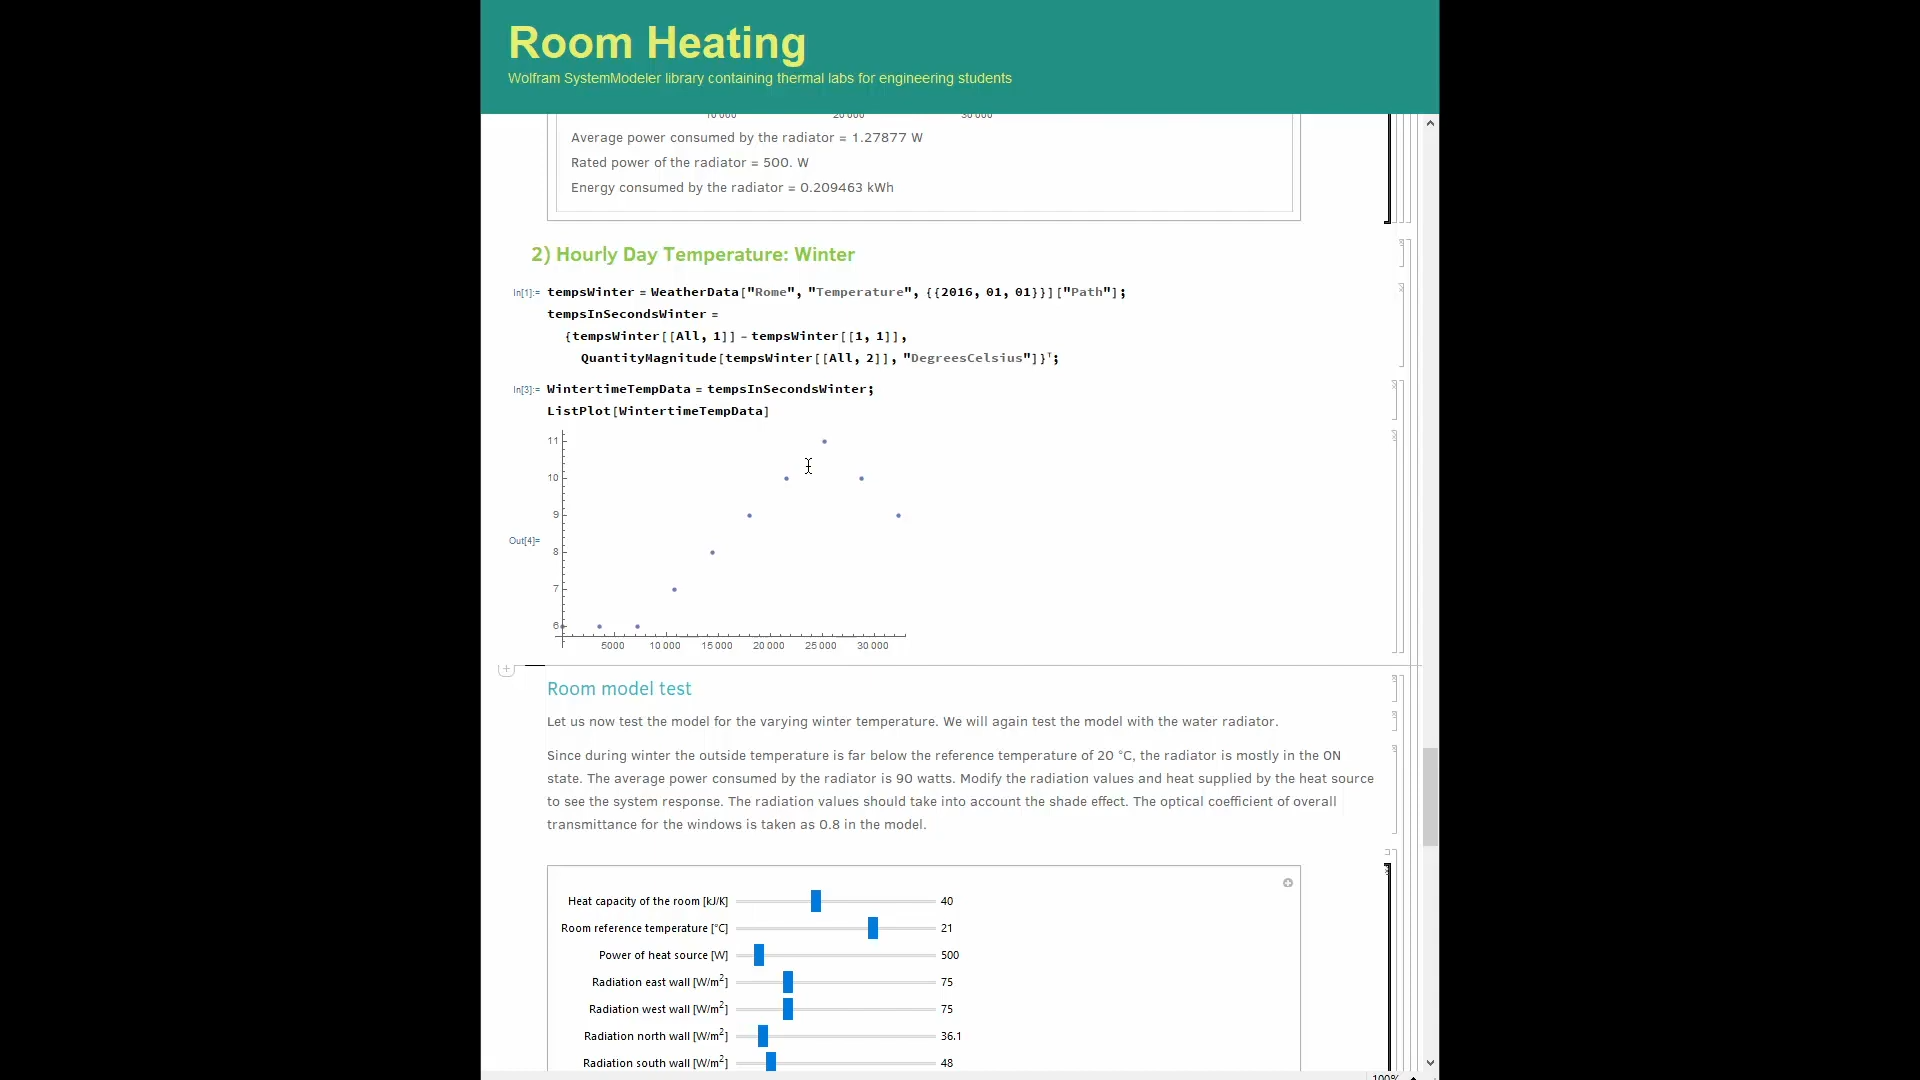 Room Heating
Wolfram SystemModeler library containing thermal labs for engineering students
10 000 20 000 30 000
Average power consumed by the radiator = 1.27877 W
Rated power of the radiator = 500. W
Energy consumed by the radiator = 0.209463 kWh
2) Hourly Day Temperature: Winter
In[1]:= tempsWinter = WeatherData["Rome", "Temperature", {{2016, 01, 01}}]["Path"];
tempsInSecondsWinter =
{tempsWinter[[All, 1]] - tempsWinter[[1, 1]],
QuantityMagnitude[tempsWinter[[All, 2]], "DegreesCelsius"]}ᵀ;
In[3]:= WintertimeTempData = tempsInSecondsWinter;
ListPlot[WintertimeTempData]
11
10
9
Out[4]=
8
7
6
5000 10 000 15 000 20 000 25 000 30 000
Room model test
Let us now test the model for the varying winter temperature. We will again test the model with the water radiator.
Since during winter the outside temperature is far below the reference temperature of 20 °C, the radiator is mostly in the ON
state. The average power consumed by the radiator is 90 watts. Modify the radiation values and heat supplied by the heat source
to see the system response. The radiation values should take into account the shade effect. The optical coefficient of overall
transmittance for the windows is taken as 0.8 in the model.
Heat capacity of the room [kJ/K] 40
Room reference temperature [°C] 21
Power of heat source [W] 500
Radiation east wall [W/m²] 75
Radiation west wall [W/m²] 75
Radiation north wall [W/m²] 36.1
Radiation south wall [W/m²] 48
100%